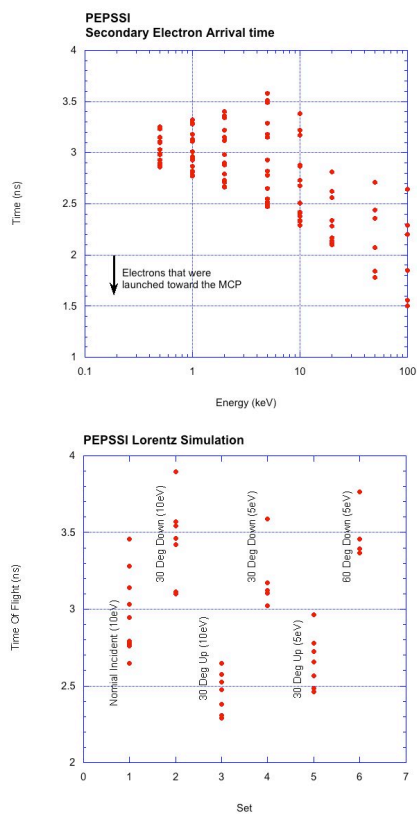 PEPSSI
Secondary Electron Arrival time
4
3.5
3
2.5
2
1.5
1
Time (ns)
Electrons that were
launched toward the MCP
0.1
1
10
100
Energy (keV)
PEPSSI Lorentz Simulation
4
3.5
3
2.5
2
Time Of Flight (ns)
Nomial Incident (10eV)
30 Deg Down (10eV)
30 Deg Up (10eV)
30 Deg Down (5eV)
30 Deg Up (5eV)
60 Deg Down (5eV)
0
1
2
3
4
5
6
7
Set